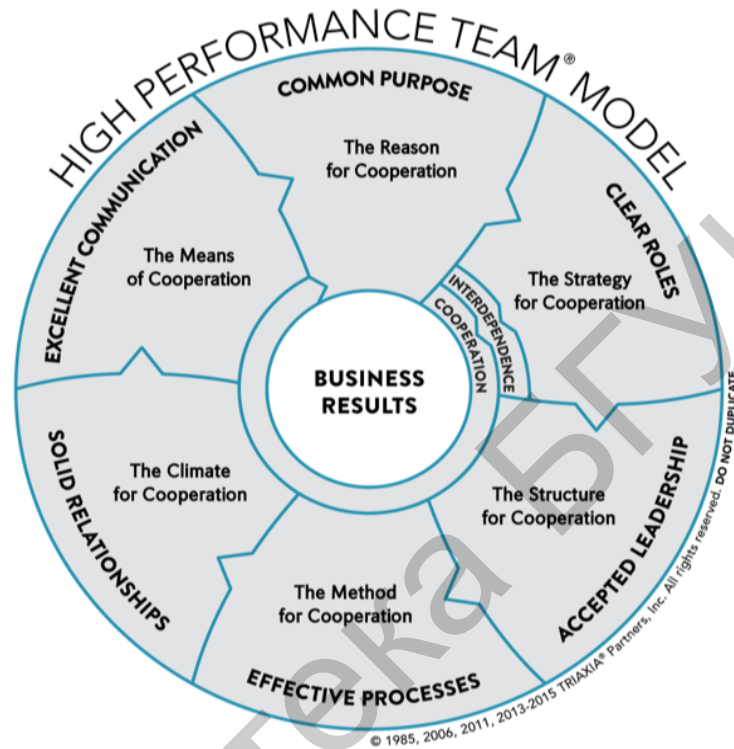 HIGH PERFORMANCE TEAM® MODEL
COMMON PURPOSE
The Reason
for Cooperation
CLEAR ROLES
The Strategy
for Cooperation
ACCEPTED LEADERSHIP
The Structure
for Cooperation
EFFECTIVE PROCESSES
The Method
for Cooperation
SOLID RELATIONSHIPS
The Climate
for Cooperation
EXCELLENT COMMUNICATION
The Means
of Cooperation
INTERDEPENDENCE
COOPERATION
BUSINESS
RESULTS
© 1985, 2006, 2011, 2013-2015 TRIAXIA® Partners, Inc. All rights reserved. DO NOT DUPLICATE